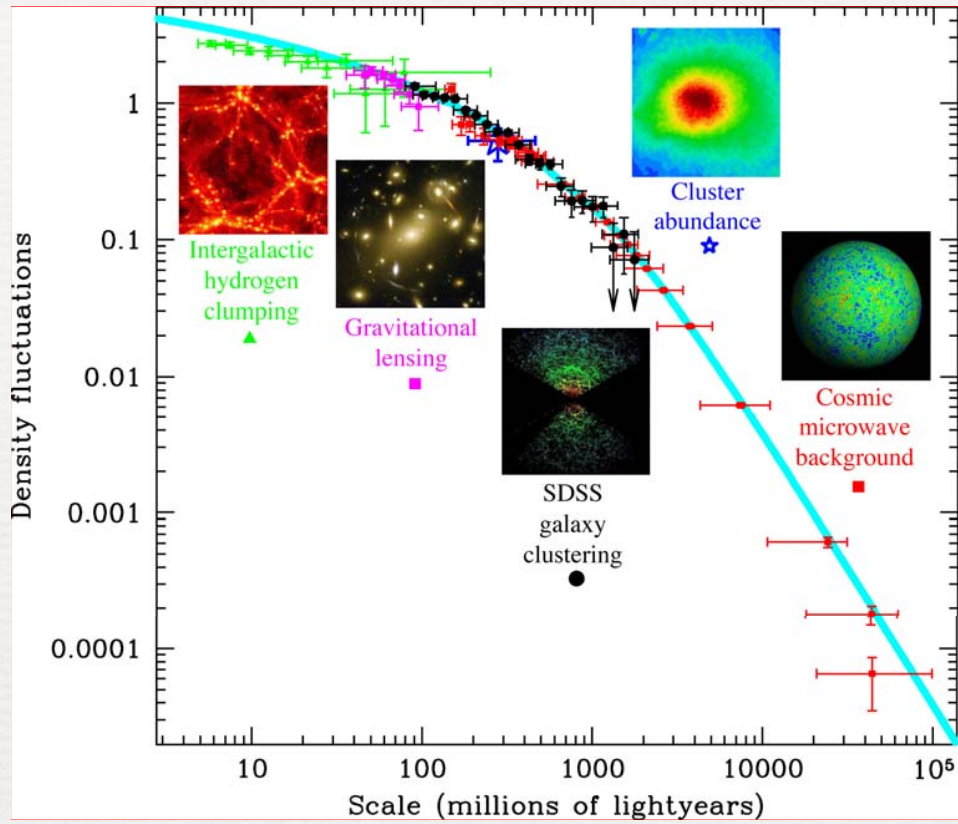 1
0.1
0.01
0.001
0.0001
Density fluctuations
Intergalactic
hydrogen
clumping
Gravitational
lensing
SDSS
galaxy
clustering
Cluster
abundance
Cosmic
microwave
background
10
100
1000
10000
10⁵
Scale (millions of lightyears)